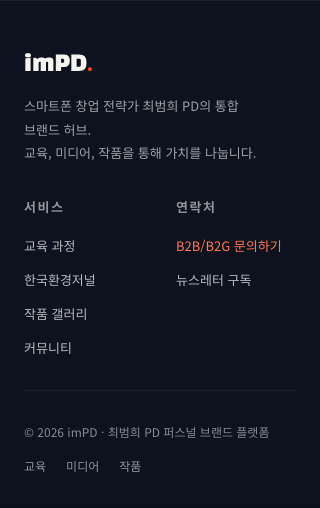 imPD.
스마트폰 창업 전략가 최범희 PD의 통합
브랜드 허브.
교육, 미디어, 작품을 통해 가치를 나눕니다.
서비스
교육 과정
한국환경저널
작품 갤러리
커뮤니티
연락처
B2B/B2G 문의하기
뉴스레터 구독
© 2026 imPD · 최범희 PD 퍼스널 브랜드 플랫폼
교육 미디어 작품